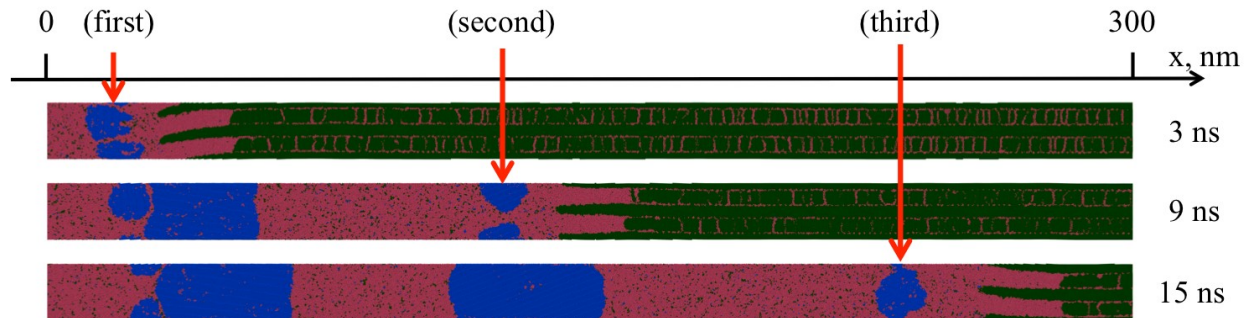 0 (first) (second) (third) 300
x, nm
3 ns
9 ns
15 ns